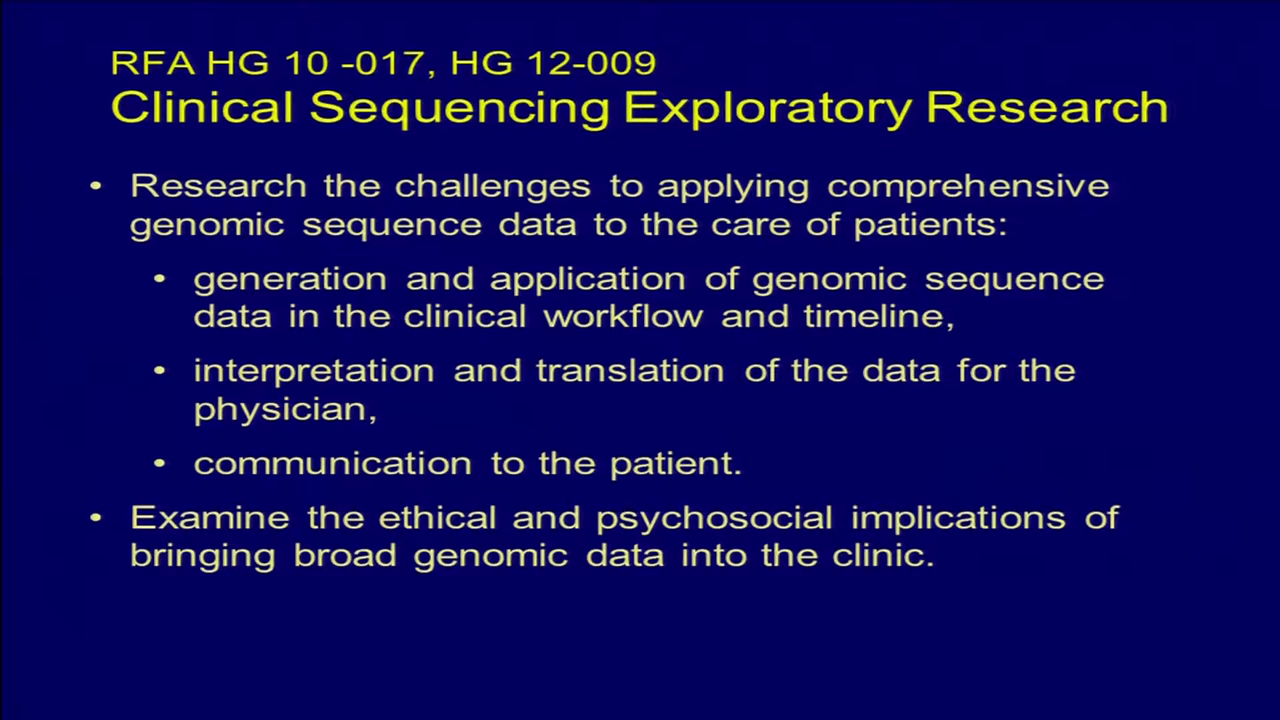 RFA HG 10 -017, HG 12-009
Clinical Sequencing Exploratory Research
• Research the challenges to applying comprehensive
genomic sequence data to the care of patients:
• generation and application of genomic sequence
data in the clinical workflow and timeline,
• interpretation and translation of the data for the
physician,
• communication to the patient.
• Examine the ethical and psychosocial implications of
bringing broad genomic data into the clinic.